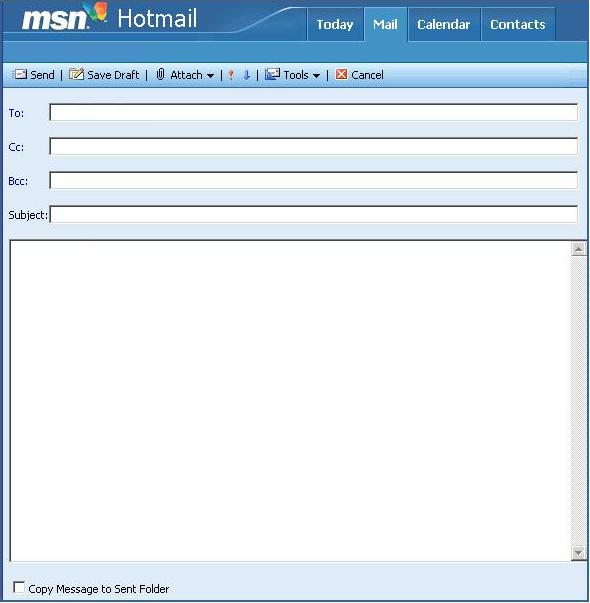 msn Hotmail Today Mail Calendar Contacts
Send | Save Draft | Attach | ! | Tools | Cancel
To:
Cc:
Bcc:
Subject:
Copy Message to Sent Folder